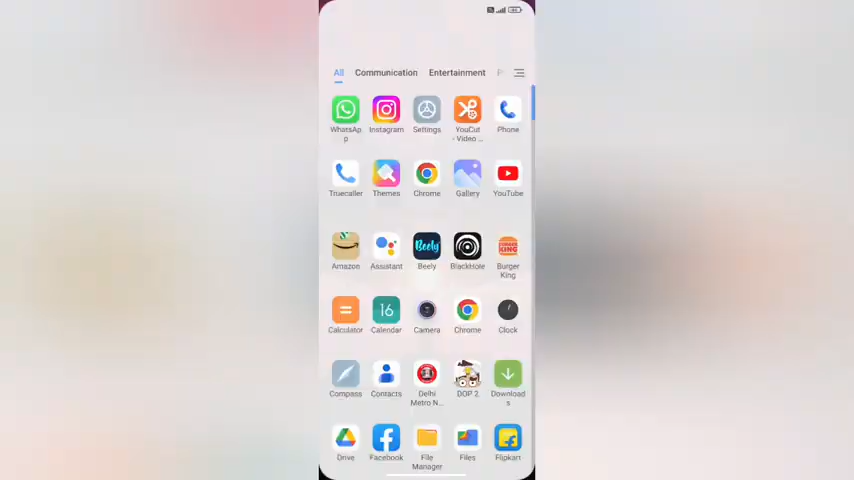 All Communication Entertainment P
WhatsAp
p
Instagram
Settings
YouCut
- Video ...
Phone
Truecaller
Themes
Chrome
Gallery
YouTube
Amazon
Assistant
Beely
Beely
BlackHole
BURGER
KING
Burger
King
Calculator
16
Calendar
Camera
Chrome
Clock
Compass
Contacts
Delhi
Metro N...
DOP 2
Download
s
Drive
Facebook
File
Manager
Files
Flipkart